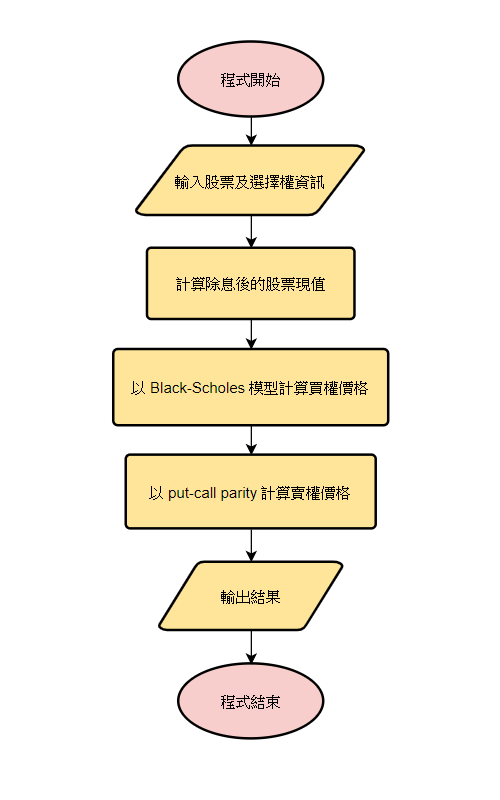 程式開始
輸入股票及選擇權資訊
計算除息後的股票現值
以 Black-Scholes 模型計算買權價格
以 put-call parity 計算賣權價格
輸出結果
程式結束